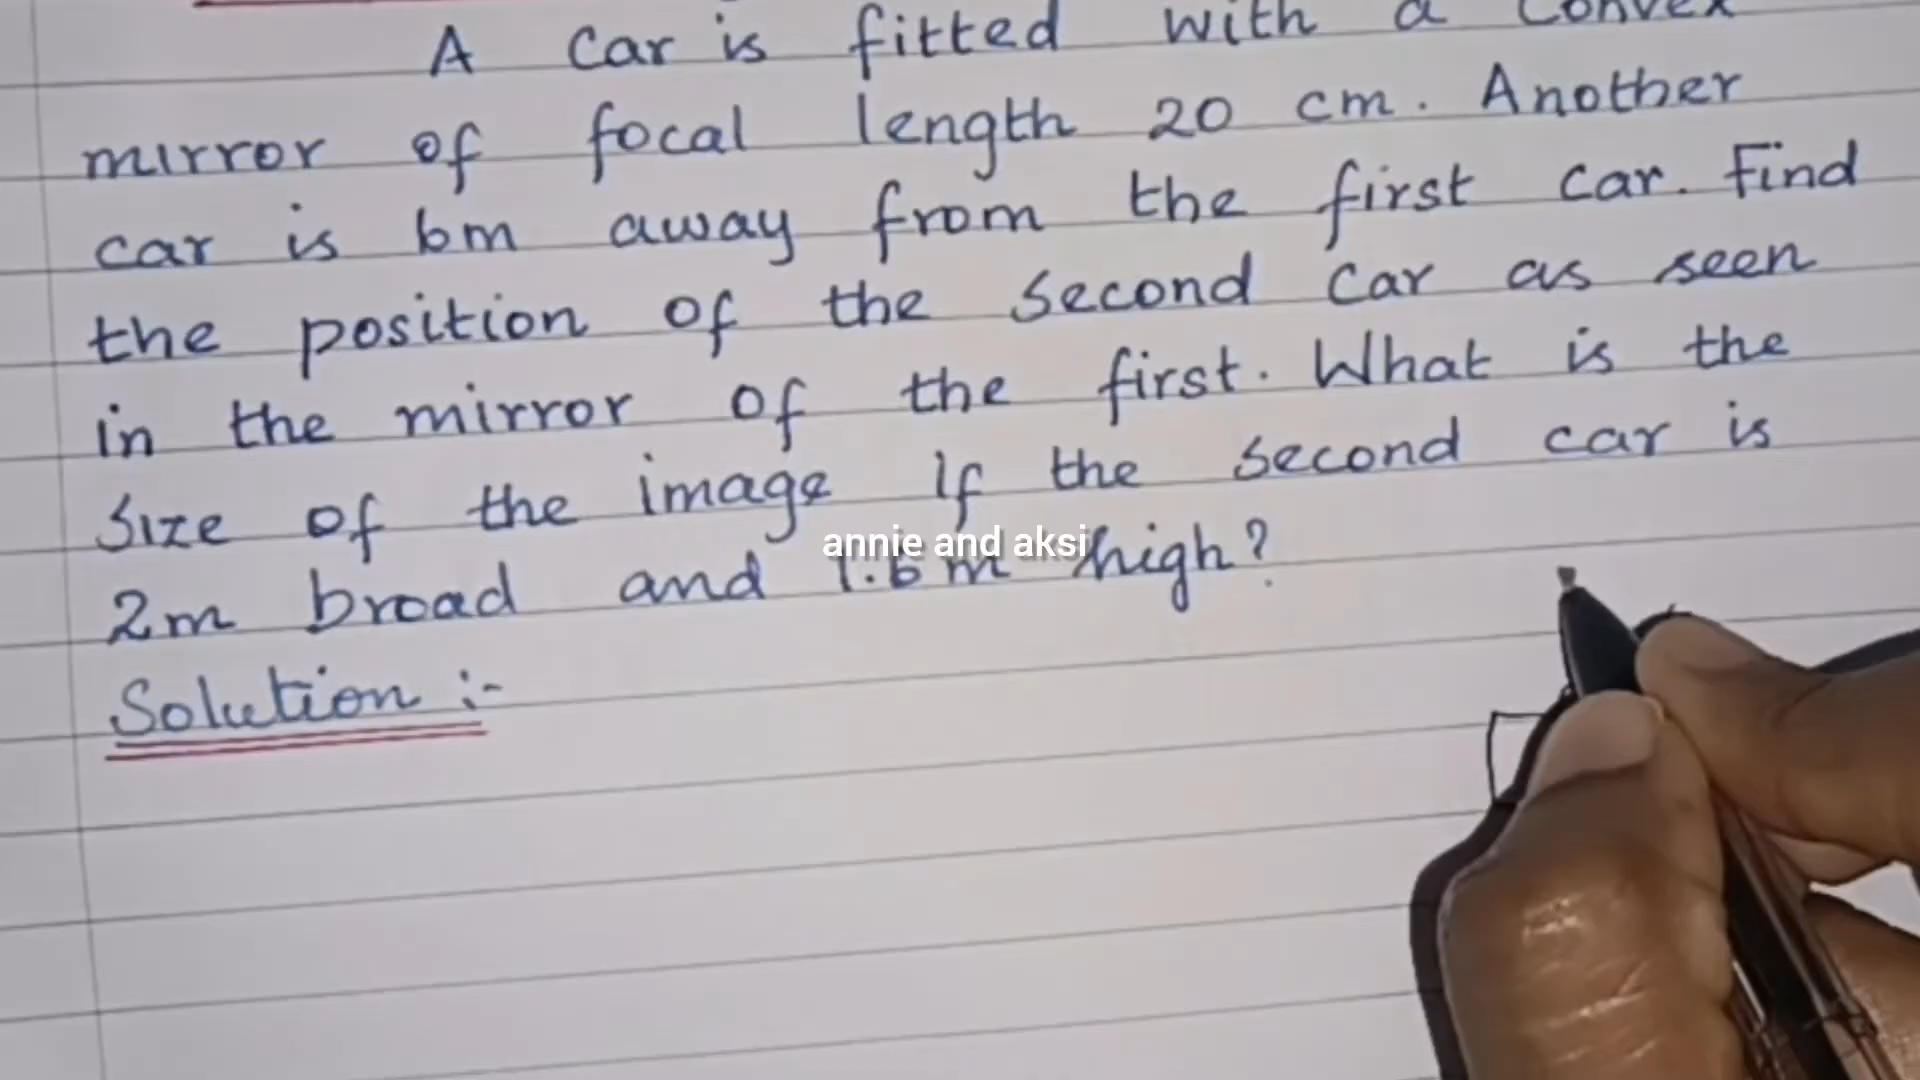 A Car is fitted with a Convex
mirror of focal length 20 cm. Another
car is 6m away from the first car. Find
the position of the second car as seen
in the mirror of the first. What is the
size of the image if the second car is
2m broad and 1.6m high?
annie and aksi
Solution :-